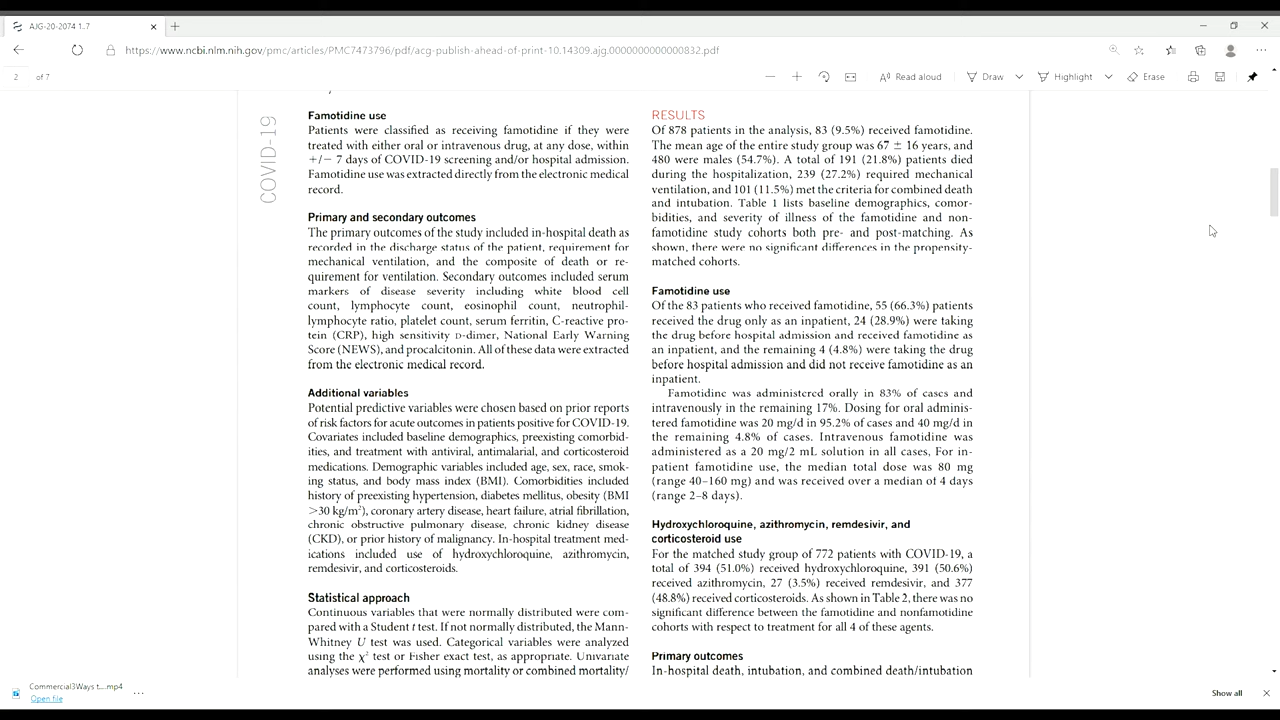 AJG-20-2074 1..7
https://www.ncbi.nlm.nih.gov/pmc/articles/PMC7473796/pdf/acg-publish-ahead-of-print-10.14309.ajg.0000000000000832.pdf
2 of 7
Read aloud
Draw
Highlight
Erase
COVID-19
Famotidine use
Patients were classified as receiving famotidine if they were
treated with either oral or intravenous drug, at any dose, within
+/− 7 days of COVID-19 screening and/or hospital admission.
Famotidine use was extracted directly from the electronic medical
record.
Primary and secondary outcomes
The primary outcomes of the study included in-hospital death as
recorded in the discharge status of the patient, requirement for
mechanical ventilation, and the composite of death or re-
quirement for ventilation. Secondary outcomes included serum
markers of disease severity including white blood cell
count, lymphocyte count, eosinophil count, neutrophil-
lymphocyte ratio, platelet count, serum ferritin, C-reactive pro-
tein (CRP), high sensitivity D-dimer, National Early Warning
Score (NEWS), and procalcitonin. All of these data were extracted
from the electronic medical record.
Additional variables
Potential predictive variables were chosen based on prior reports
of risk factors for acute outcomes in patients positive for COVID-19.
Covariates included baseline demographics, preexisting comorbid-
ities, and treatment with antiviral, antimalarial, and corticosteroid
medications. Demographic variables included age, sex, race, smok-
ing status, and body mass index (BMI). Comorbidities included
history of preexisting hypertension, diabetes mellitus, obesity (BMI
>30 kg/m²), coronary artery disease, heart failure, atrial fibrillation,
chronic obstructive pulmonary disease, chronic kidney disease
(CKD), or prior history of malignancy. In-hospital treatment med-
ications included use of hydroxychloroquine, azithromycin,
remdesivir, and corticosteroids.
Statistical approach
Continuous variables that were normally distributed were com-
pared with a Student t test. If not normally distributed, the Mann-
Whitney U test was used. Categorical variables were analyzed
using the χ² test or Fisher exact test, as appropriate. Univariate
analyses were performed using mortality or combined mortality/
RESULTS
Of 878 patients in the analysis, 83 (9.5%) received famotidine.
The mean age of the entire study group was 67 ± 16 years, and
480 were males (54.7%). A total of 191 (21.8%) patients died
during the hospitalization, 239 (27.2%) required mechanical
ventilation, and 101 (11.5%) met the criteria for combined death
and intubation. Table 1 lists baseline demographics, comor-
bidities, and severity of illness of the famotidine and non-
famotidine study cohorts both pre- and post-matching. As
shown, there were no significant differences in the propensity-
matched cohorts.
Famotidine use
Of the 83 patients who received famotidine, 55 (66.3%) patients
received the drug only as an inpatient, 24 (28.9%) were taking
the drug before hospital admission and received famotidine as
an inpatient, and the remaining 4 (4.8%) were taking the drug
before hospital admission and did not receive famotidine as an
inpatient.
Famotidine was administered orally in 83% of cases and
intravenously in the remaining 17%. Dosing for oral adminis-
tered famotidine was 20 mg/d in 95.2% of cases and 40 mg/d in
the remaining 4.8% of cases. Intravenous famotidine was
administered as a 20 mg/2 mL solution in all cases. For in-
patient famotidine use, the median total dose was 80 mg
(range 40–160 mg) and was received over a median of 4 days
(range 2–8 days).
Hydroxychloroquine, azithromycin, remdesivir, and
corticosteroid use
For the matched study group of 772 patients with COVID-19, a
total of 394 (51.0%) received hydroxychloroquine, 391 (50.6%)
received azithromycin, 27 (3.5%) received remdesivir, and 377
(48.8%) received corticosteroids. As shown in Table 2, there was no
significant difference between the famotidine and nonfamotidine
cohorts with respect to treatment for all 4 of these agents.
Primary outcomes
In-hospital death, intubation, and combined death/intubation
Commercial3Ways t....mp4
Open file
Show all